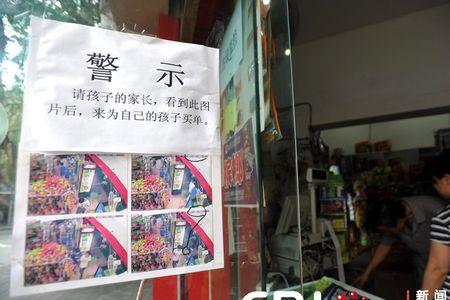 警示
请孩子的家长，看到此图
片后，来为自己的孩子买单。
新闻